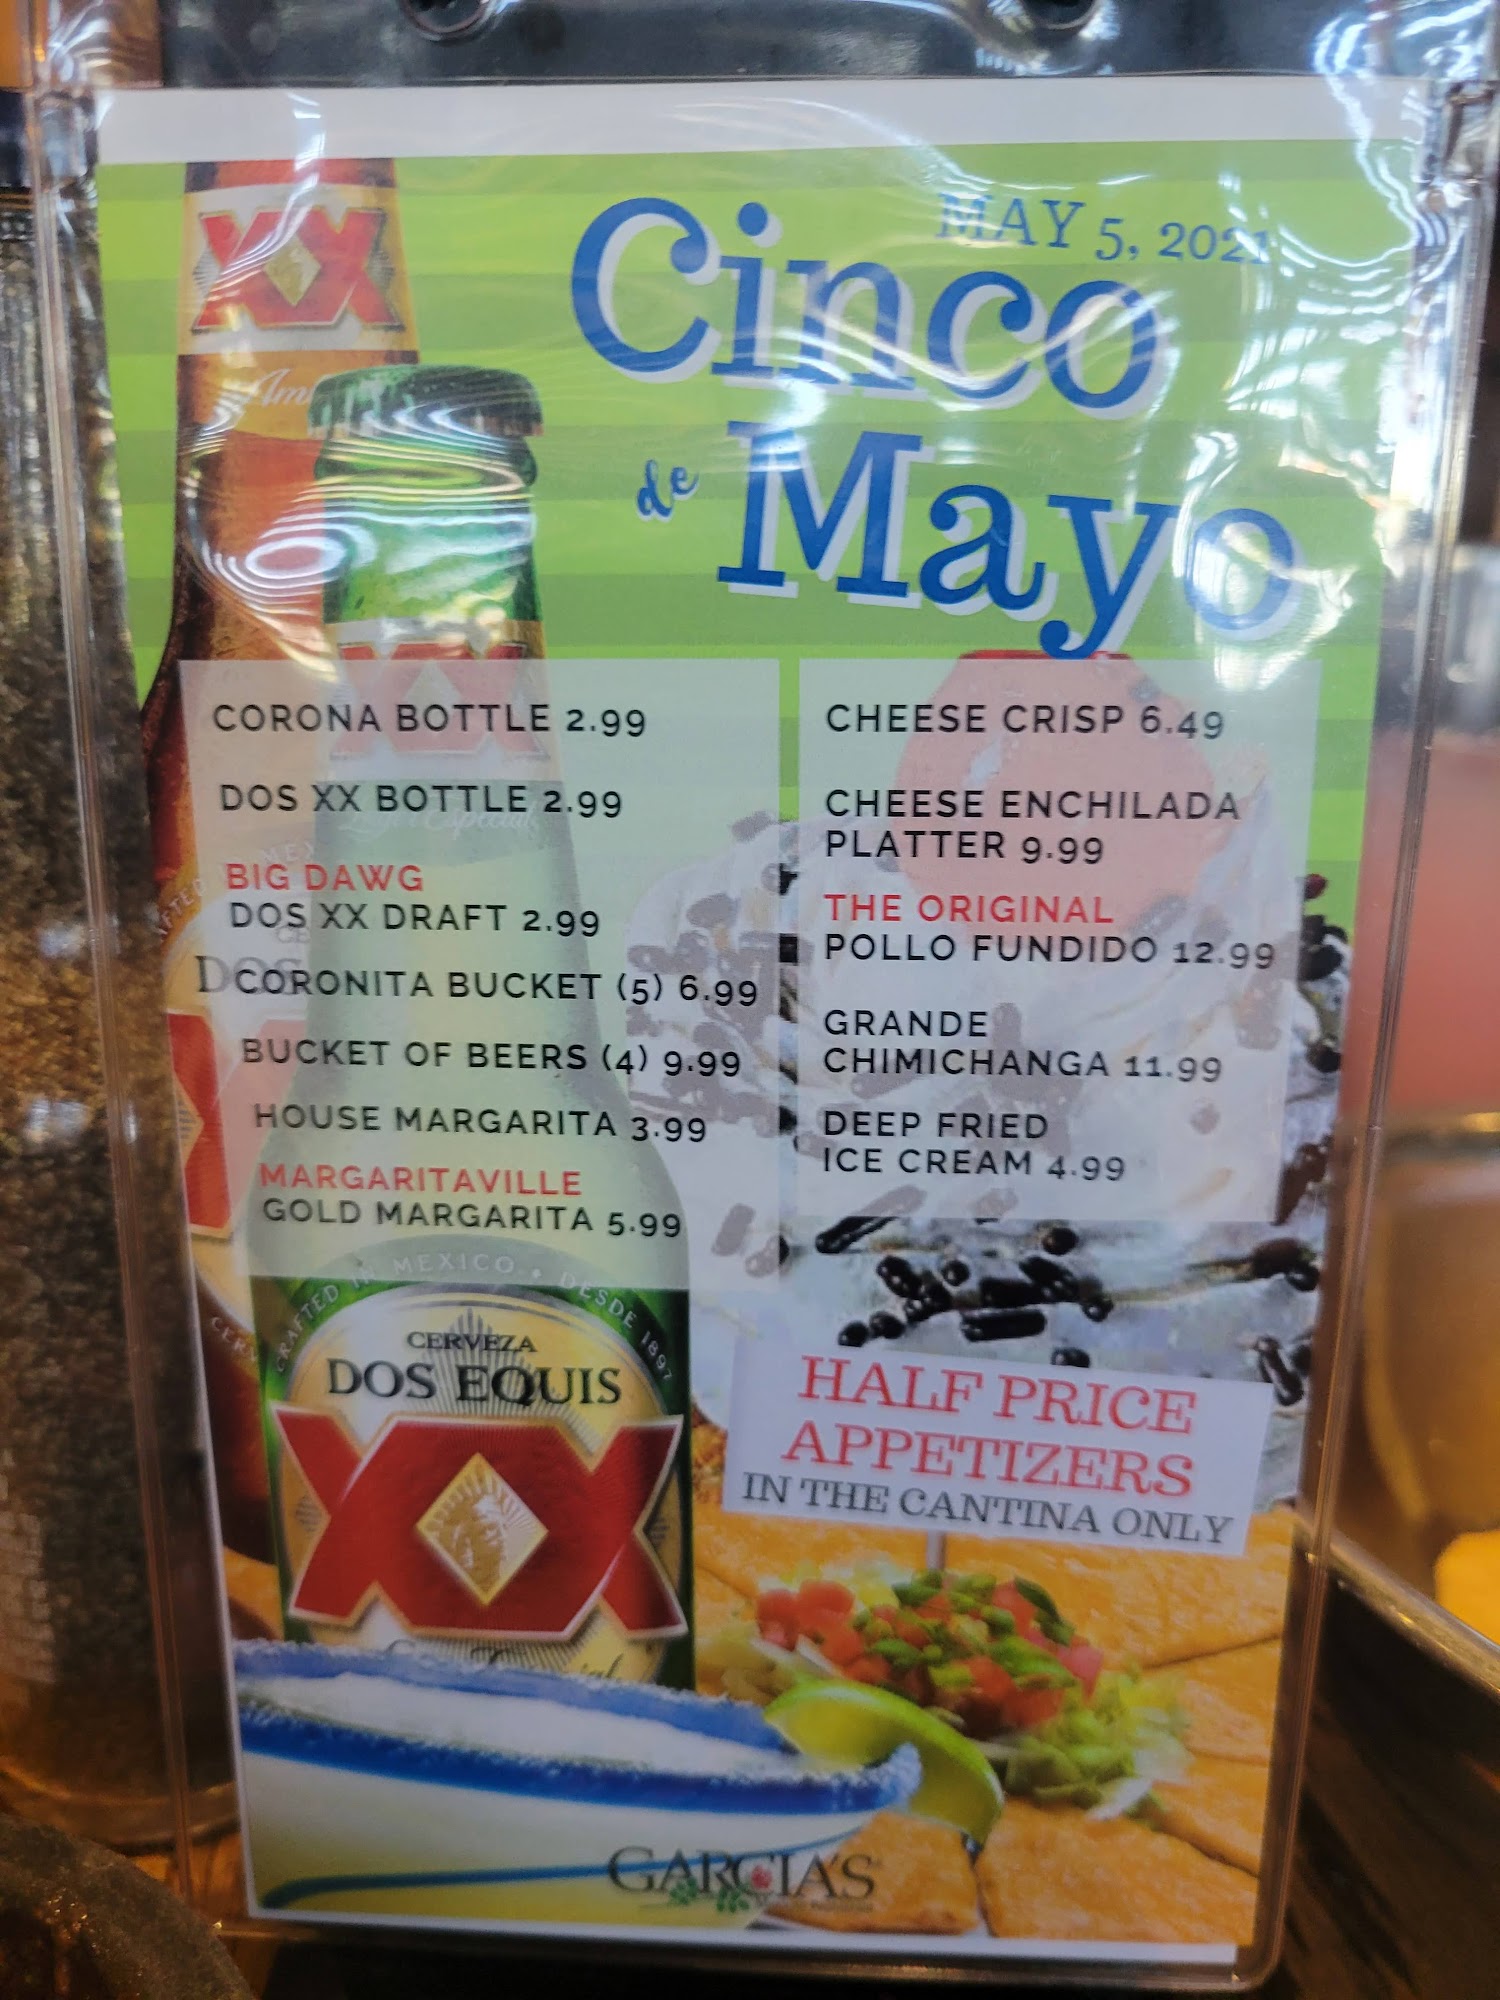 MAY 5, 2021
Cinco
de Mayo
XX
CORONA BOTTLE 2.99
DOS XX BOTTLE 2.99
BIG DAWG
DOS XX DRAFT 2.99
CORONITA BUCKET (5) 6.99
BUCKET OF BEERS (4) 9.99
HOUSE MARGARITA 3.99
MARGARITAVILLE
GOLD MARGARITA 5.99
CHEESE CRISP 6.49
CHEESE ENCHILADA
PLATTER 9.99
THE ORIGINAL
POLLO FUNDIDO 12.99
GRANDE
CHIMICHANGA 11.99
DEEP FRIED
ICE CREAM 4.99
CRAFTED IN MEXICO • DESDE 1897
CERVEZA
DOS EQUIS
XX
HALF PRICE
APPETIZERS
IN THE CANTINA ONLY
GARCIA'S